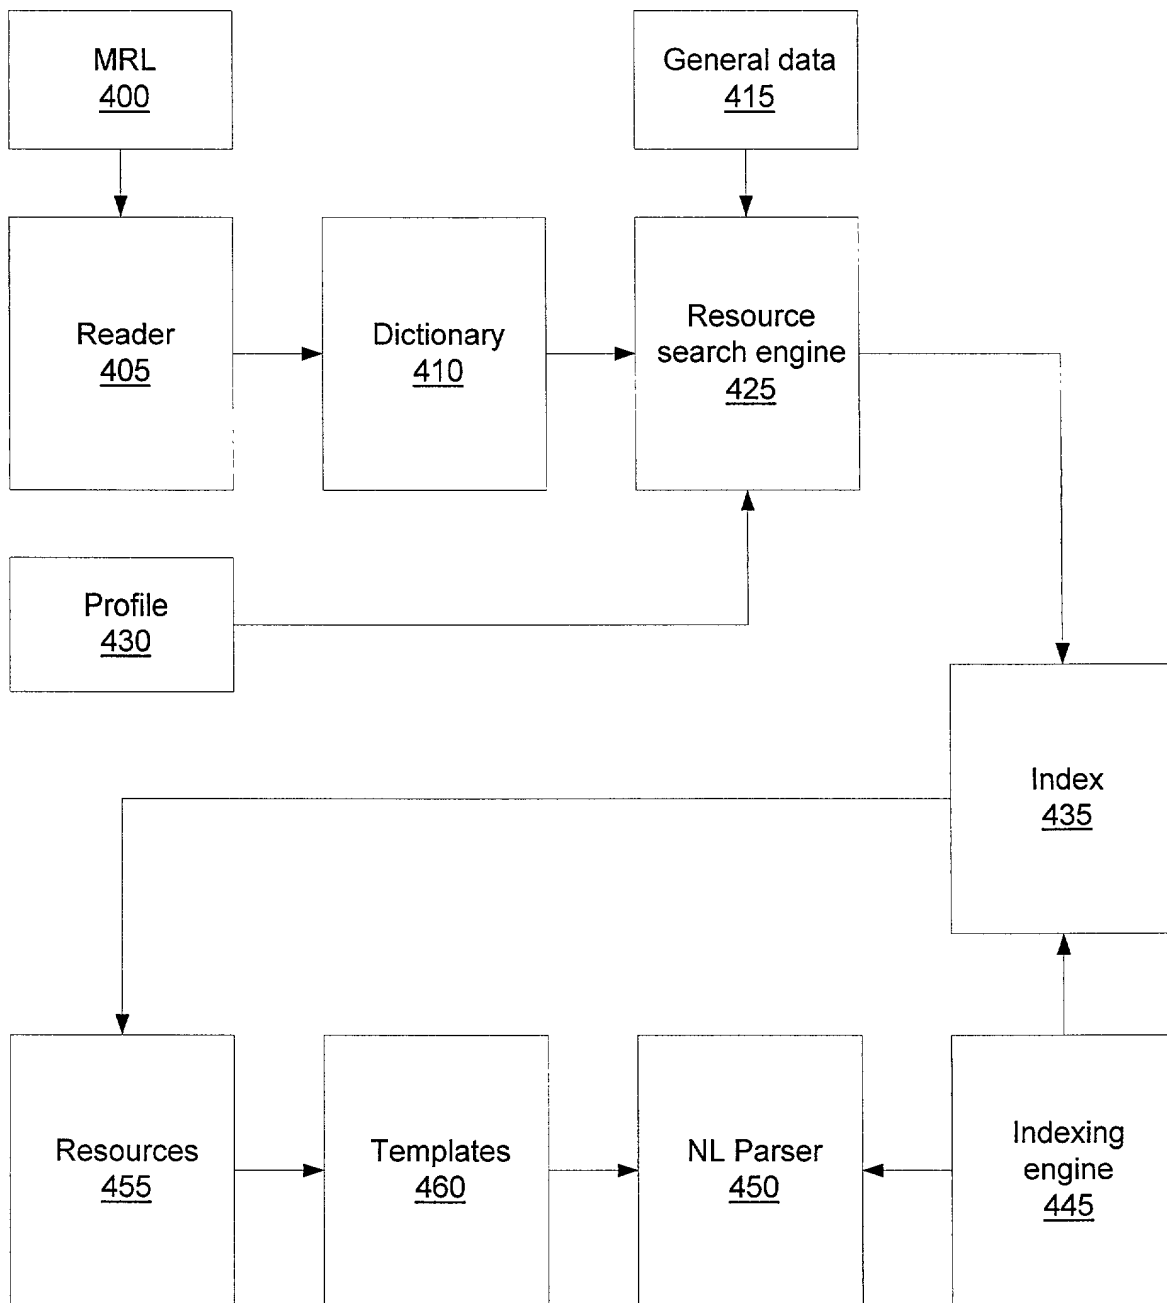 MRL
400
General data
415
Reader
405
Dictionary
410
Resource
search engine
425
Profile
430
Index
435
Resources
455
Templates
460
NL Parser
450
Indexing
engine
445